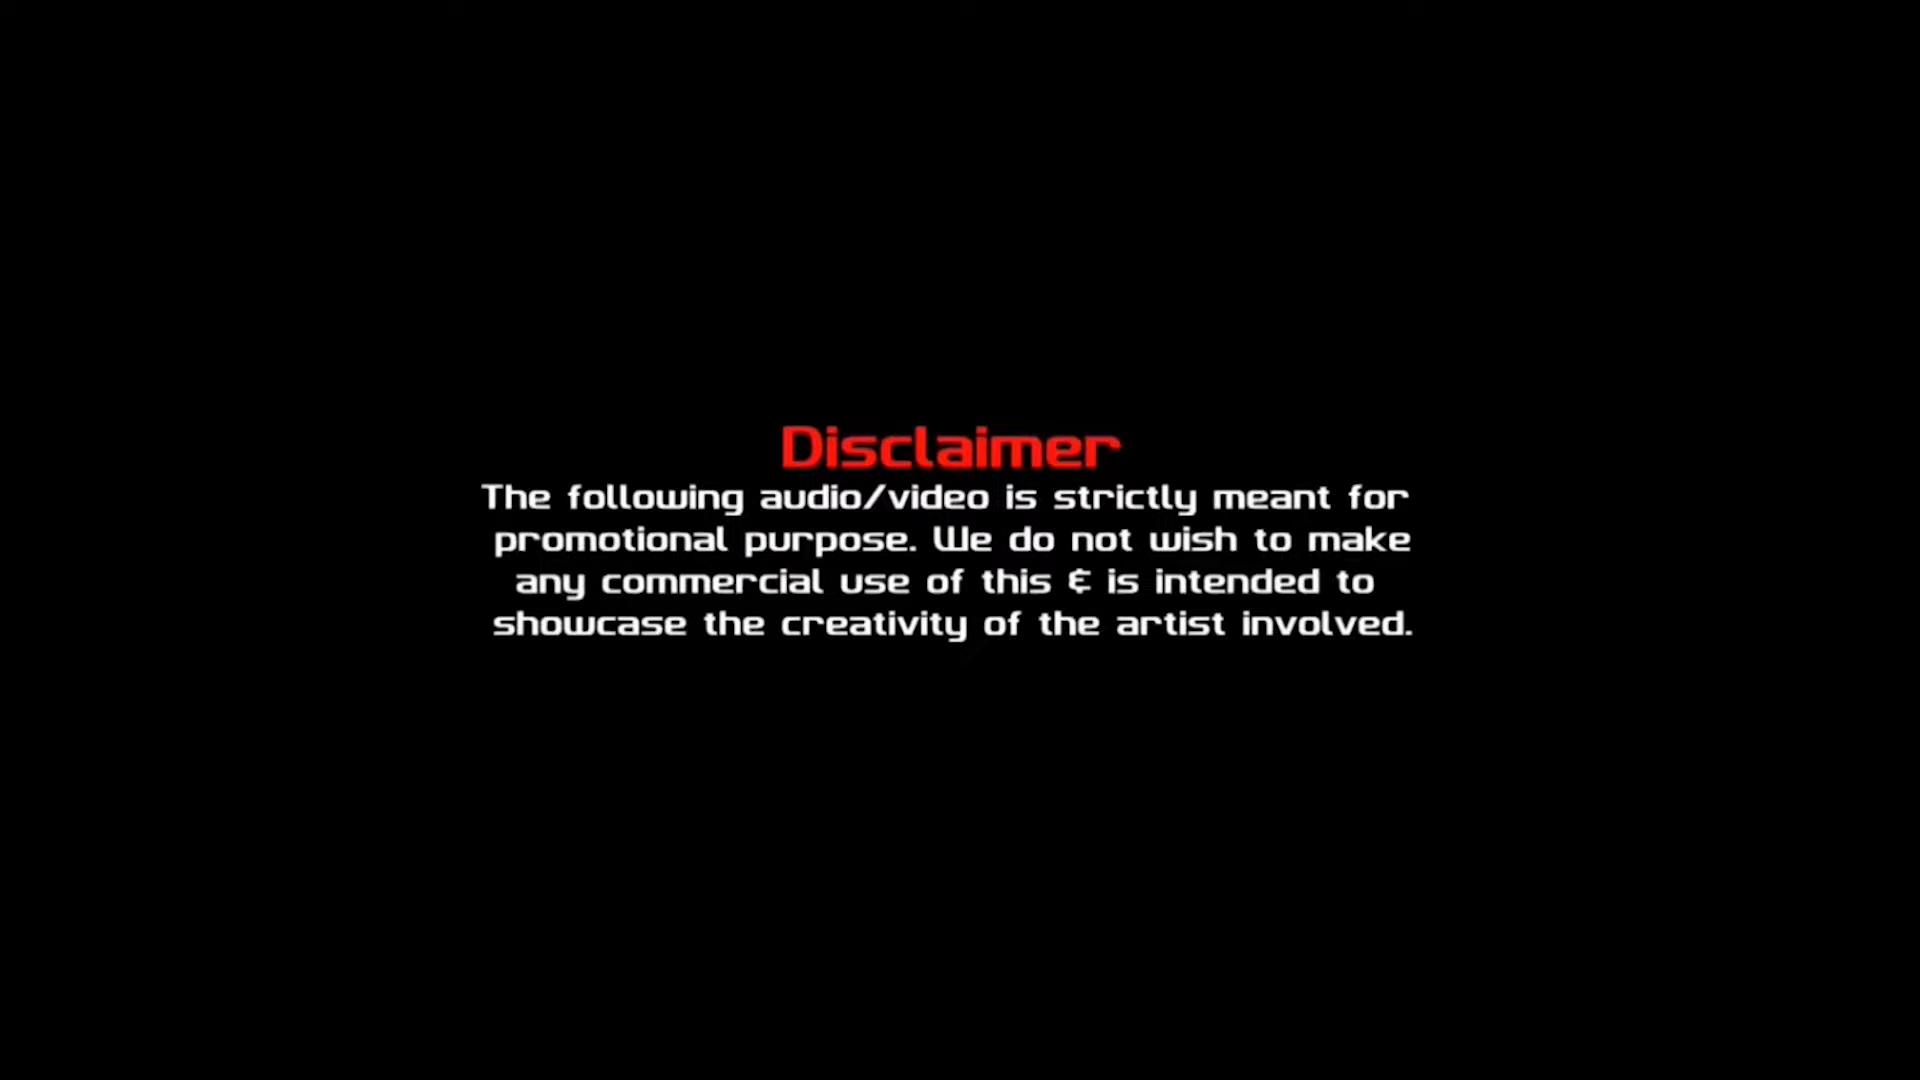 Disclaimer
The following audio/video is strictly meant for
promotional purpose. We do not wish to make
any commercial use of this & is intended to
showcase the creativity of the artist involved.